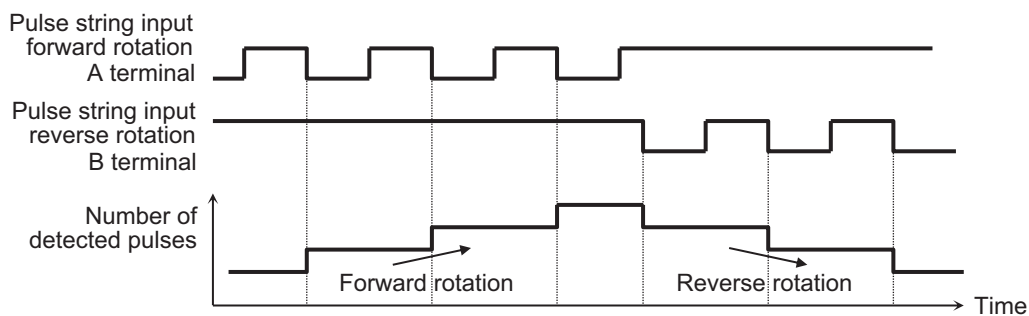 Pulse string input
forward rotation
A terminal
Pulse string input
reverse rotation
B terminal
Number of
detected pulses
Forward rotation
Reverse rotation
Time